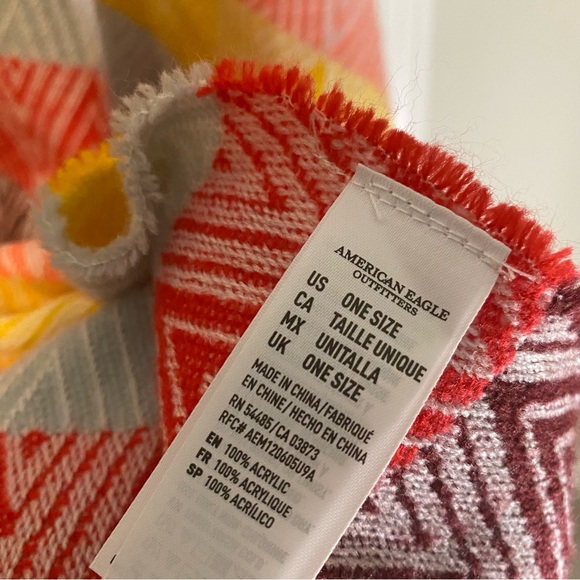 AMERICAN EAGLE
OUTFITTERS
US ONE SIZE
CA TAILLE UNIQUE
MX UNITALLA
UK ONE SIZE
MADE IN CHINA/FABRIQUÉ
EN CHINE/HECHO EN CHINA
RN 54485/CA 03873
RFC# AEM120605U9A
EN 100% ACRYLIC
FR 100% ACRYLIQUE
SP 100% ACRÍLICO